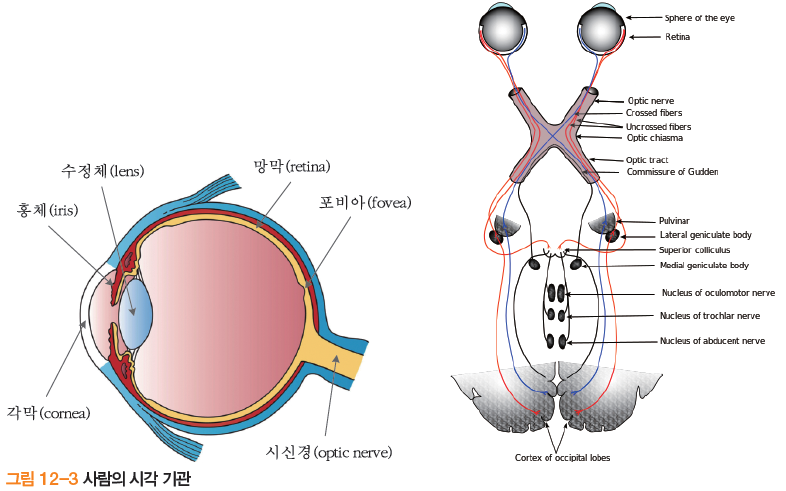 수정체(lens)
망막(retina)
홍체(iris)
포비아(fovea)
각막(cornea)
시신경(optic nerve)
그림 12-3 사람의 시각 기관
Sphere of the eye
Retina
Optic nerve
Crossed fibers
Uncrossed fibers
Optic chiasma
Optic tract
Commissure of Gudden
Pulvinar
Lateral geniculate body
Superior colliculus
Medial geniculate body
Nucleus of oculomotor nerve
Nucleus of trochlar nerve
Nucleus of abducent nerve
Cortex of occipital lobes